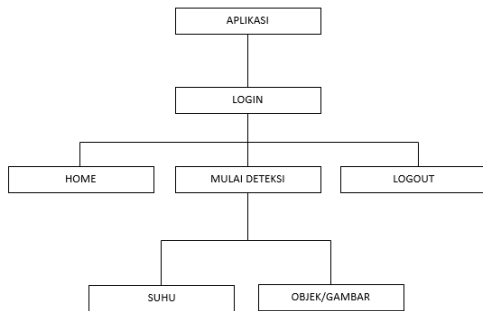 APLIKASI
LOGIN
HOME
MULAI DETEKSI
LOGOUT
SUHU
OBJEK/GAMBAR